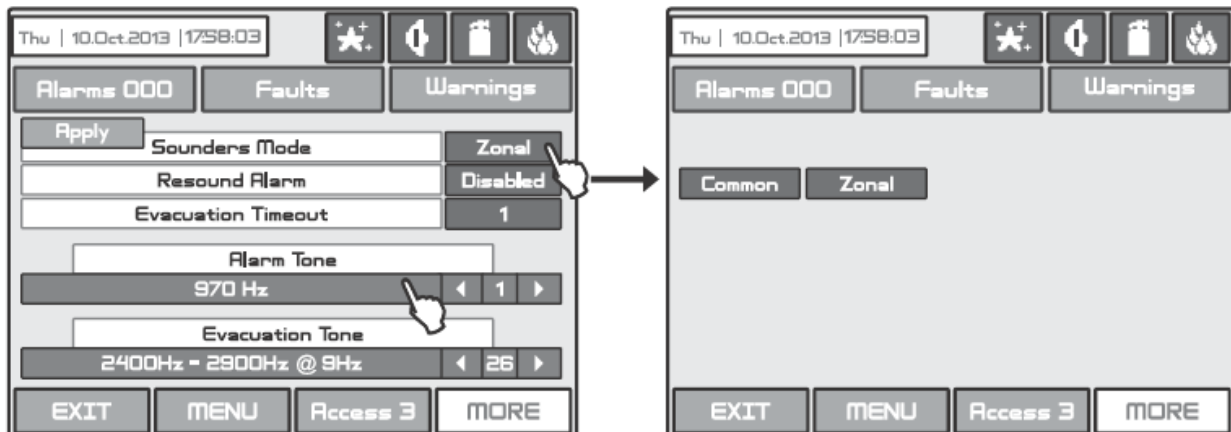 Thu | 10.Oct.2013 | 17:58:03
Alarms 000 Faults Warnings
Apply
Sounders Mode Zonal
Resound Alarm Disabled
Evacuation Timeout 1
Alarm Tone
970 Hz 1
Evacuation Tone
2400Hz - 2900Hz @ 9Hz 26
EXIT MENU Access 3 MORE
Thu | 10.Oct.2013 | 17:58:03
Alarms 000 Faults Warnings
Common Zonal
EXIT MENU Access 3 MORE